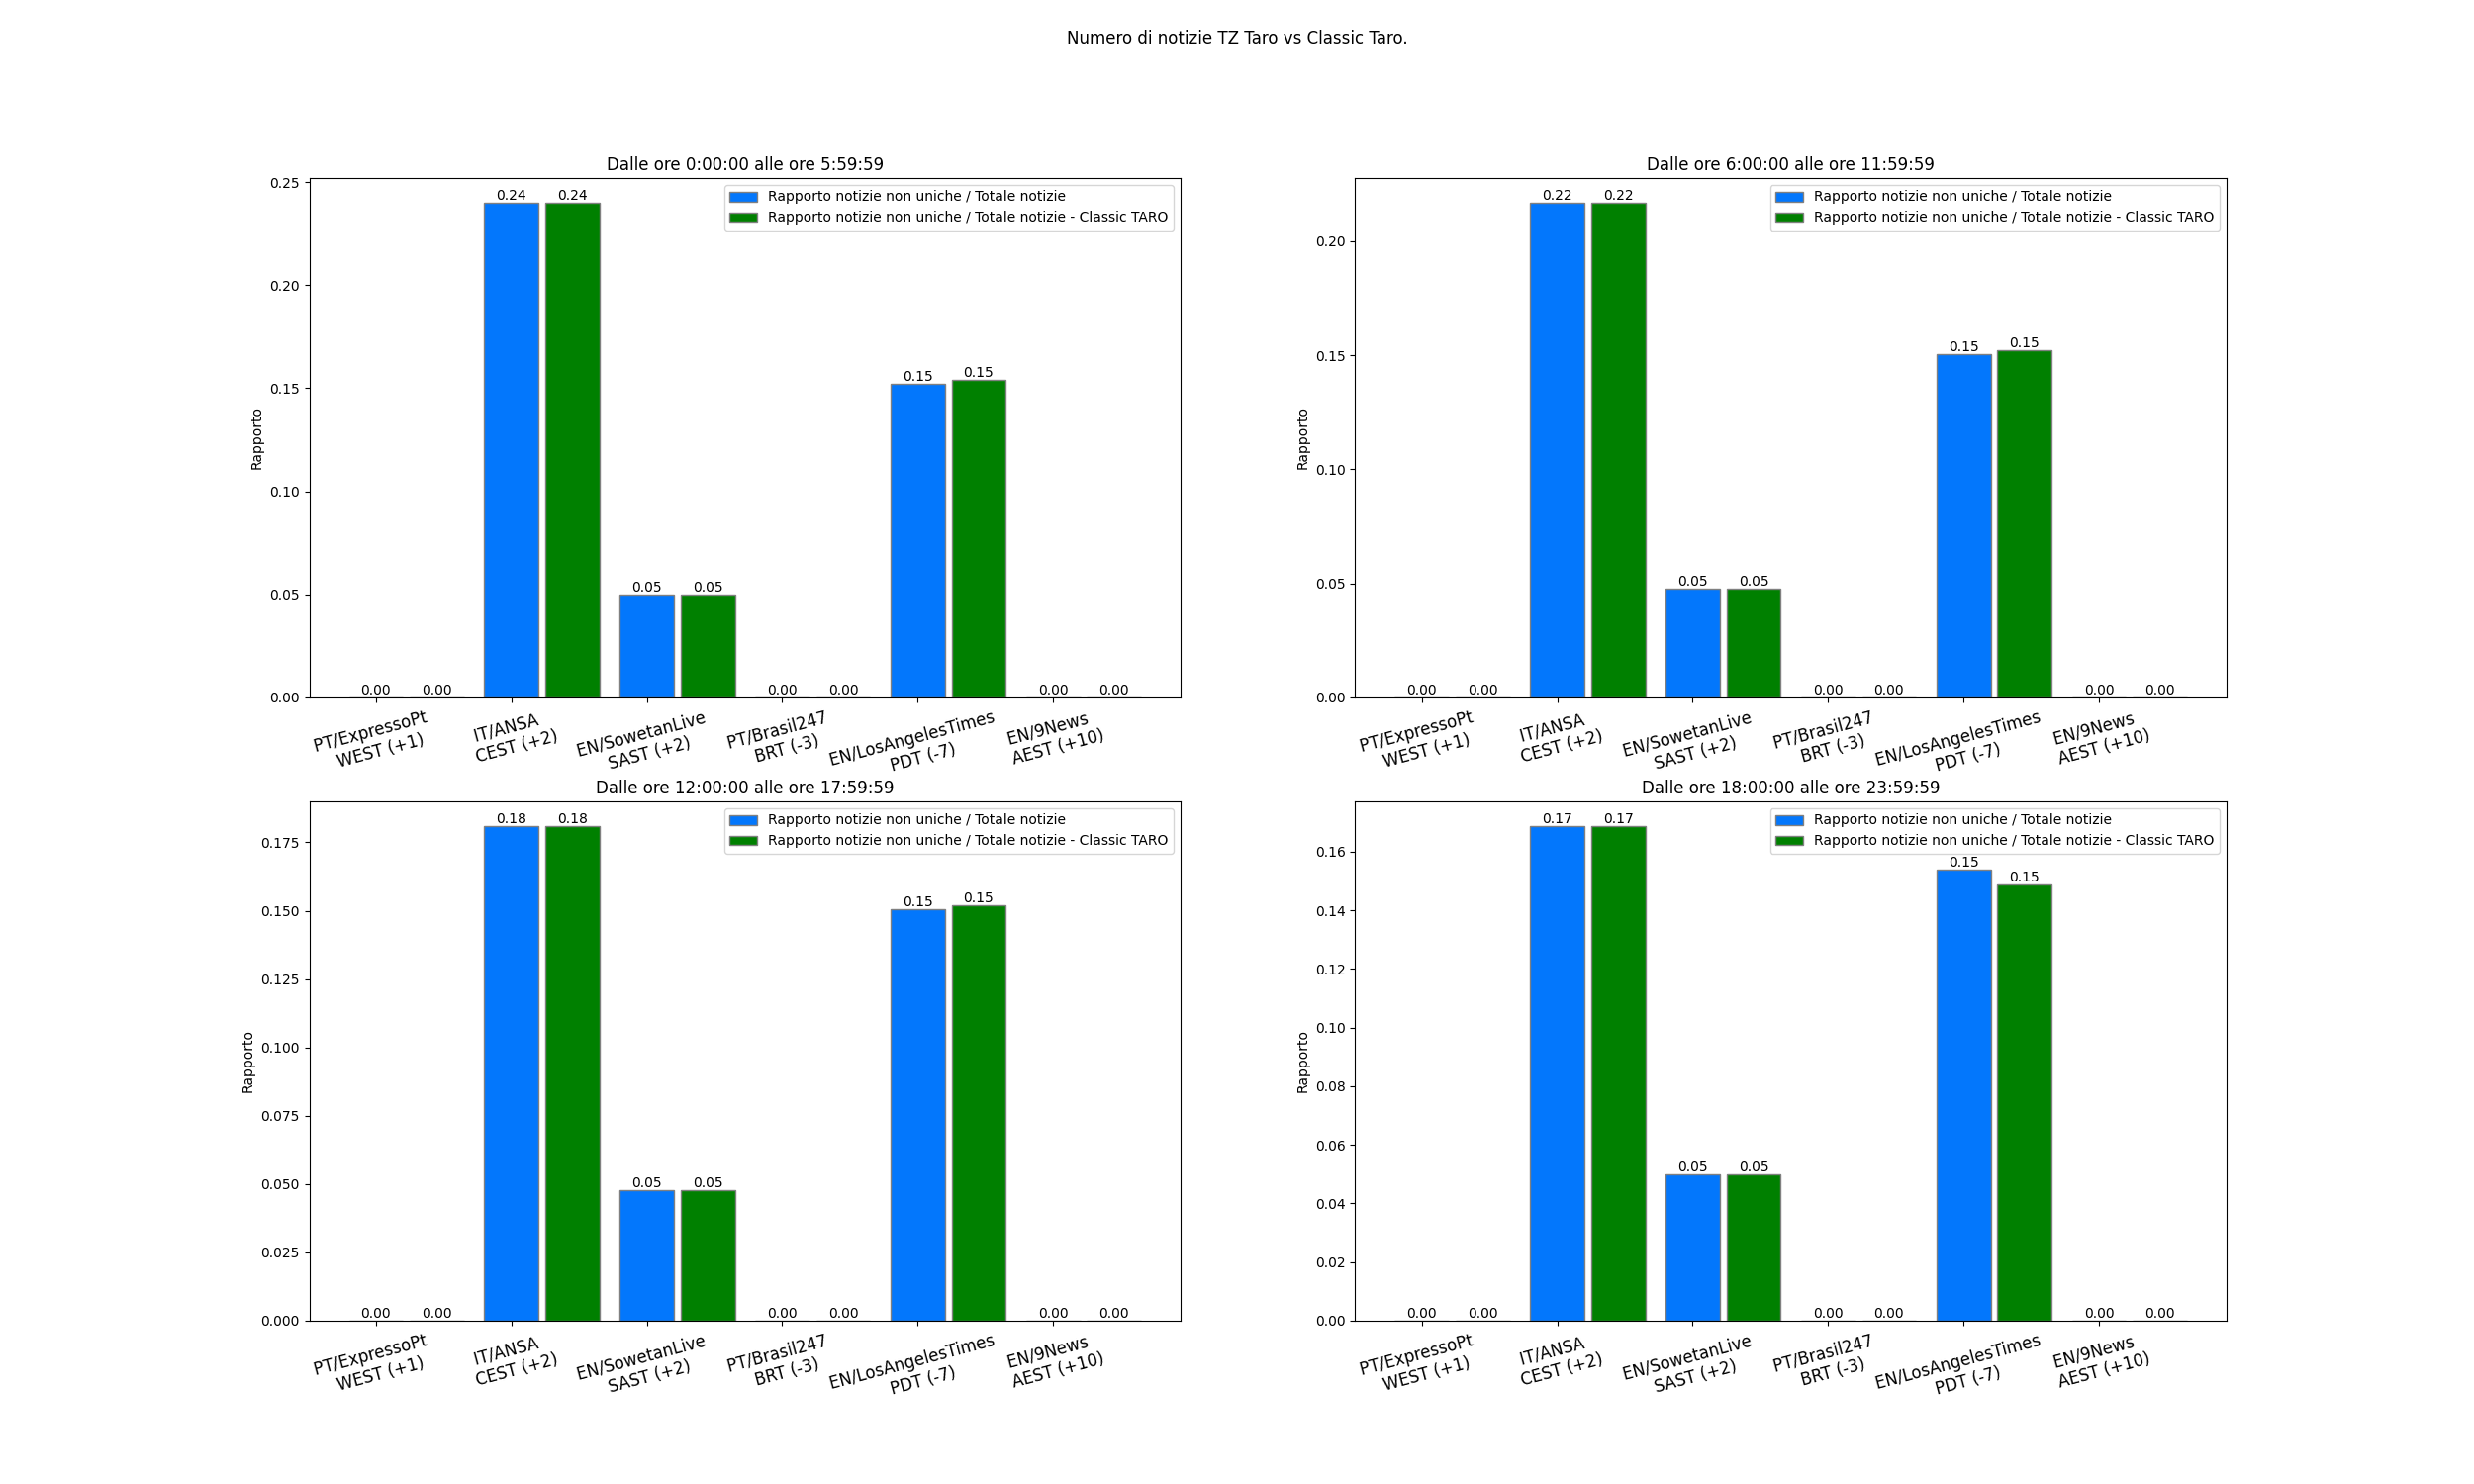 Numero di notizie TZ Taro vs Classic Taro.
Dalle ore 0:00:00 alle ore 5:59:59
Rapporto notizie non uniche / Totale notizie
Rapporto notizie non uniche / Totale notizie - Classic TARO
Rapporto
0.25
0.20
0.15
0.10
0.05
0.00
0.00 0.00 0.24 0.24 0.05 0.05 0.00 0.00 0.15 0.15 0.00 0.00
PT/ExpressoPt
WEST (+1)
IT/ANSA
CEST (+2)
EN/SowetanLive
SAST (+2)
PT/Brasil247
BRT (-3)
EN/LosAngelesTimes
PDT (-7)
EN/9News
AEST (+10)
Dalle ore 6:00:00 alle ore 11:59:59
Rapporto notizie non uniche / Totale notizie
Rapporto notizie non uniche / Totale notizie - Classic TARO
Rapporto
0.20
0.15
0.10
0.05
0.00
0.00 0.00 0.22 0.22 0.05 0.05 0.00 0.00 0.15 0.15 0.00 0.00
PT/ExpressoPt
WEST (+1)
IT/ANSA
CEST (+2)
EN/SowetanLive
SAST (+2)
PT/Brasil247
BRT (-3)
EN/LosAngelesTimes
PDT (-7)
EN/9News
AEST (+10)
Dalle ore 12:00:00 alle ore 17:59:59
Rapporto notizie non uniche / Totale notizie
Rapporto notizie non uniche / Totale notizie - Classic TARO
Rapporto
0.175
0.150
0.125
0.100
0.075
0.050
0.025
0.000
0.00 0.00 0.18 0.18 0.05 0.05 0.00 0.00 0.15 0.15 0.00 0.00
PT/ExpressoPt
WEST (+1)
IT/ANSA
CEST (+2)
EN/SowetanLive
SAST (+2)
PT/Brasil247
BRT (-3)
EN/LosAngelesTimes
PDT (-7)
EN/9News
AEST (+10)
Dalle ore 18:00:00 alle ore 23:59:59
Rapporto notizie non uniche / Totale notizie
Rapporto notizie non uniche / Totale notizie - Classic TARO
Rapporto
0.16
0.14
0.12
0.10
0.08
0.06
0.04
0.02
0.00
0.00 0.00 0.17 0.17 0.05 0.05 0.00 0.00 0.15 0.15 0.00 0.00
PT/ExpressoPt
WEST (+1)
IT/ANSA
CEST (+2)
EN/SowetanLive
SAST (+2)
PT/Brasil247
BRT (-3)
EN/LosAngelesTimes
PDT (-7)
EN/9News
AEST (+10)